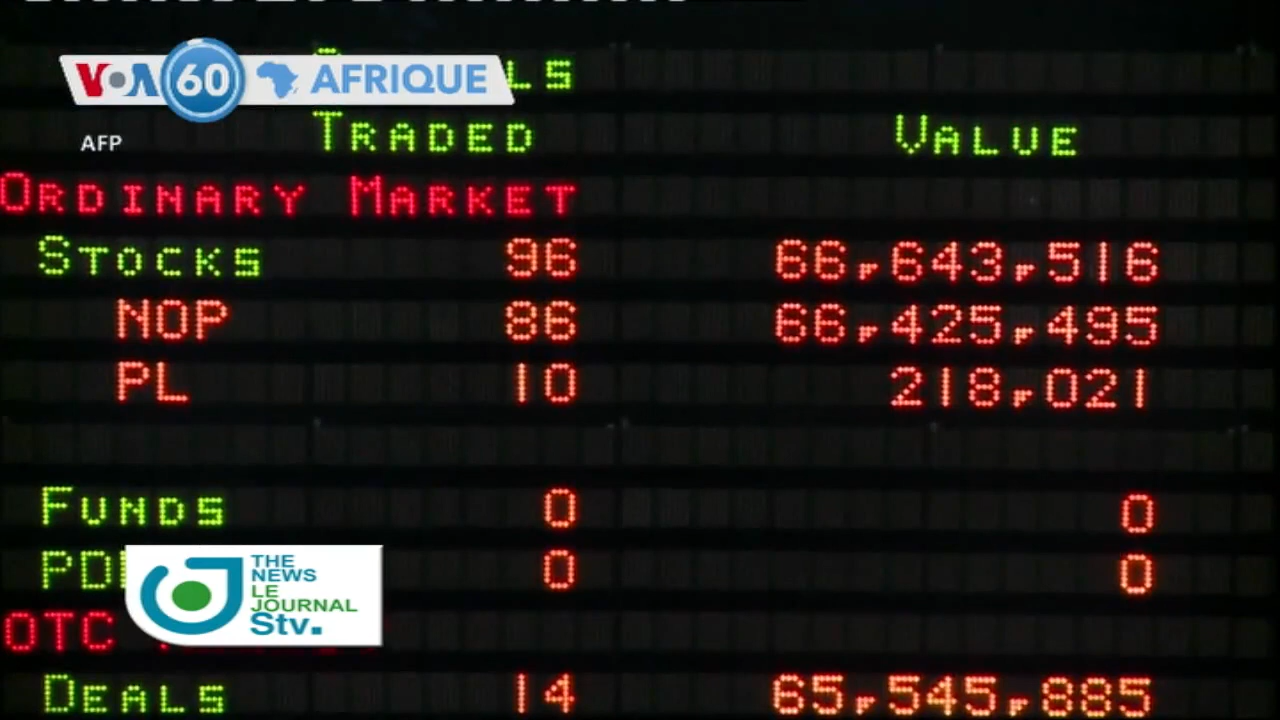 VOA 60 AFRIQUE
LS
AFP
TRADED VALUE
ORDINARY MARKET
STOCKS 96 66,643,516
NOP 86 66,425,495
PL 10 218,021
FUNDS 0 0
0 0
THE
NEWS
LE
JOURNAL
Stv.
OTC
DEALS 14 65,545,885